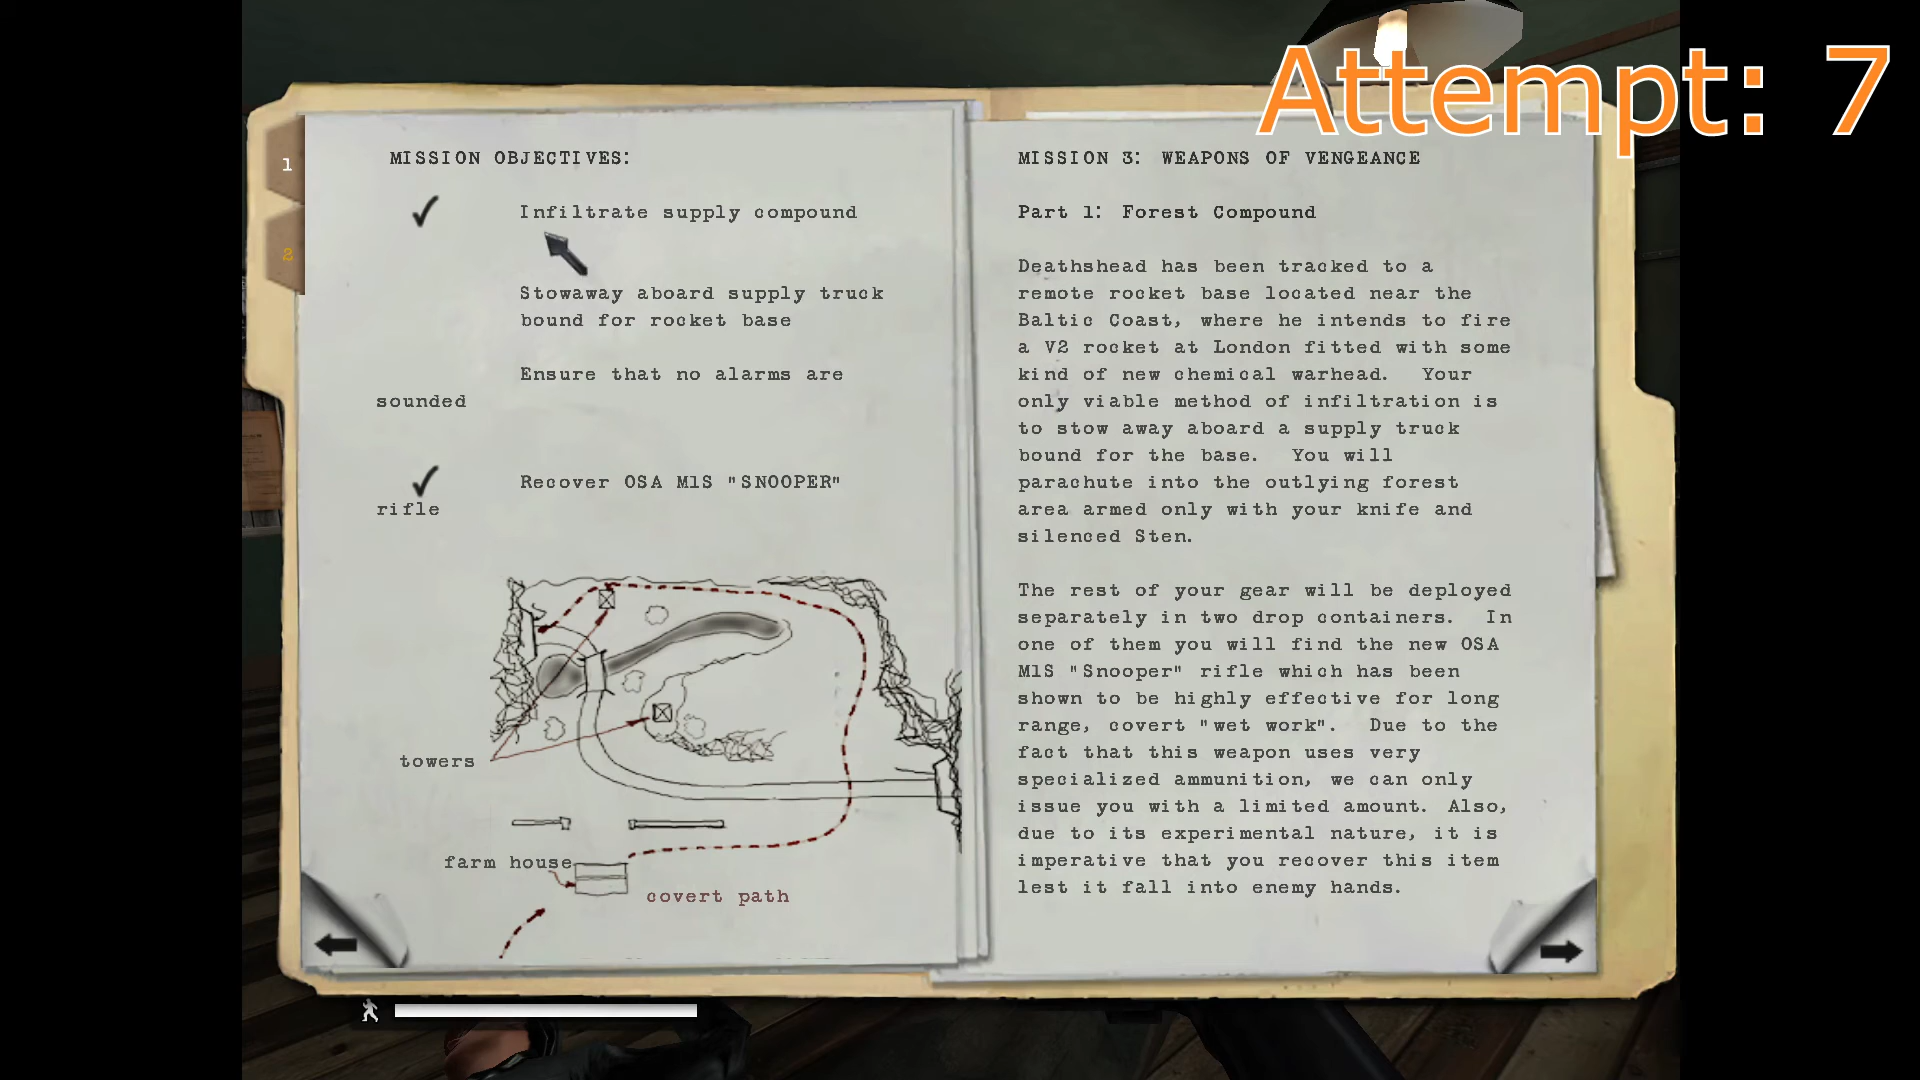 Attempt: 7
1
2
MISSION OBJECTIVES:
Infiltrate supply compound
Stowaway aboard supply truck
bound for rocket base
Ensure that no alarms are
sounded
Recover OSA M1S "SNOOPER"
rifle
towers
farm house
covert path
MISSION 3: WEAPONS OF VENGEANCE
Part 1: Forest Compound
Deathshead has been tracked to a
remote rocket base located near the
Baltic Coast, where he intends to fire
a V2 rocket at London fitted with some
kind of new chemical warhead. Your
only viable method of infiltration is
to stow away aboard a supply truck
bound for the base. You will
parachute into the outlying forest
area armed only with your knife and
silenced Sten.
The rest of your gear will be deployed
separately in two drop containers. In
one of them you will find the new OSA
M1S "Snooper" rifle which has been
shown to be highly effective for long
range, covert "wet work". Due to the
fact that this weapon uses very
specialized ammunition, we can only
issue you with a limited amount. Also,
due to its experimental nature, it is
imperative that you recover this item
lest it fall into enemy hands.